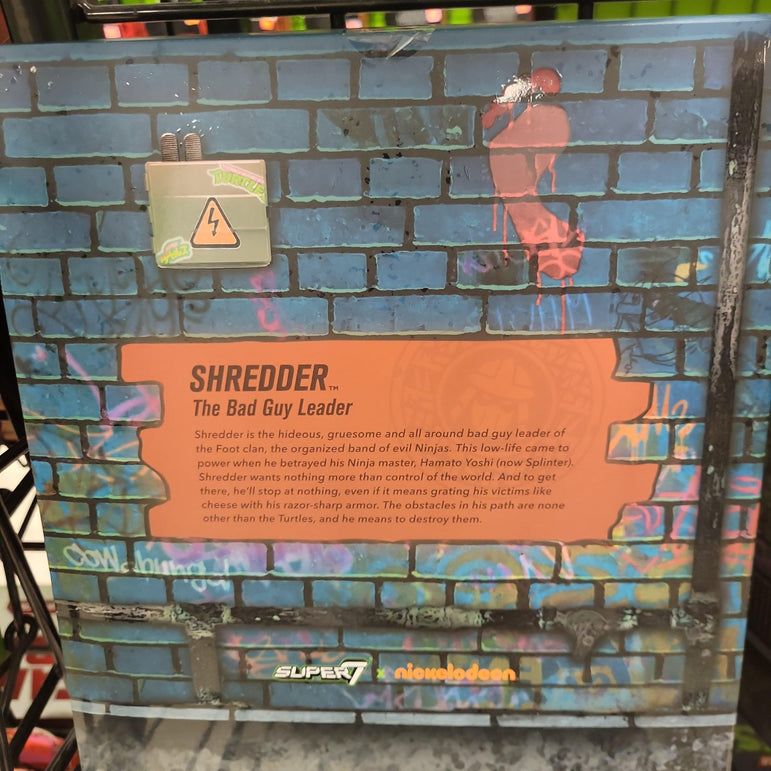 TURTLES
SHREDDER™
The Bad Guy Leader
Shredder is the hideous, gruesome and all around bad guy leader of
the Foot clan, the organized band of evil Ninjas. This low-life came to
power when he betrayed his Ninja master, Hamato Yoshi (now Splinter).
Shredder wants nothing more than control of the world. And to get
there, he'll stop at nothing, even if it means grating his victims like
cheese with his razor-sharp armor. The obstacles in his path are none
other than the Turtles, and he means to destroy them.
SUPER7 x nickelodeon